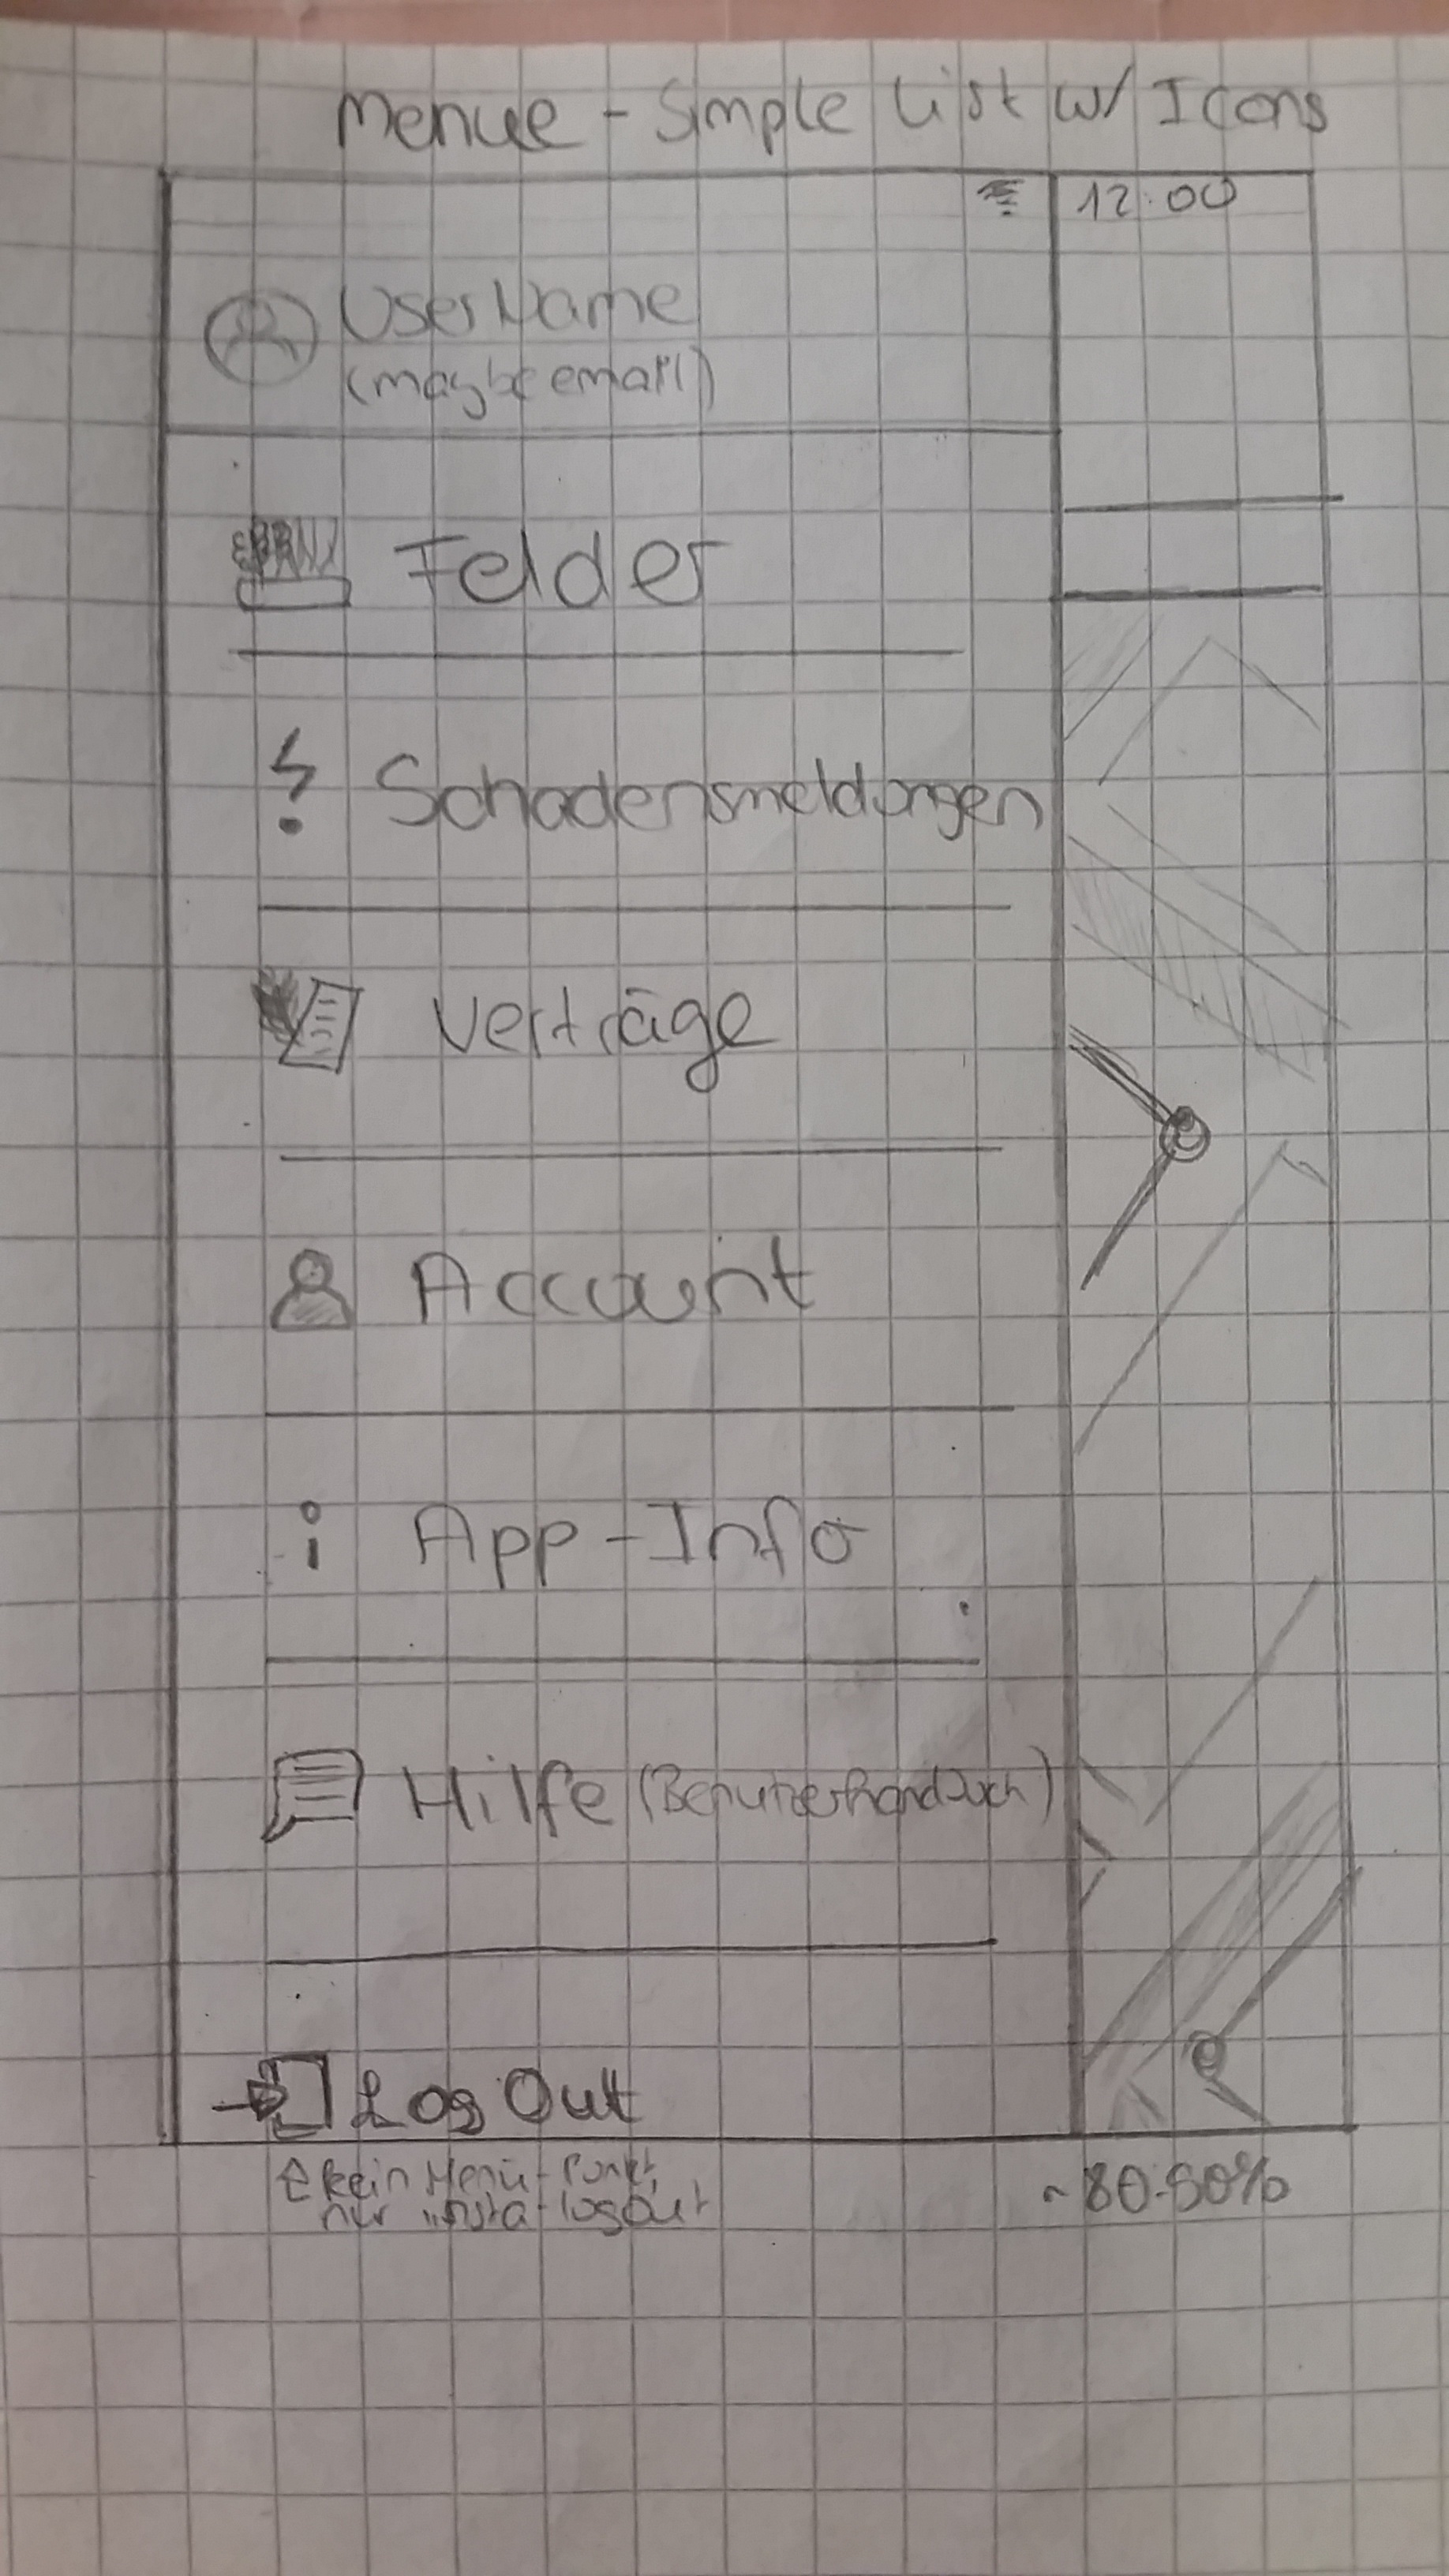 Menue - Simple List w/ Icons
12:00
UserName
(maybe email)
Felder
Schadensmeldungen
Verträge
Account
i App-Info
Hilfe (Benutzerhandbuch)
Log Out
kein Menü-Punkt,
nur insta-logout
~80-90%